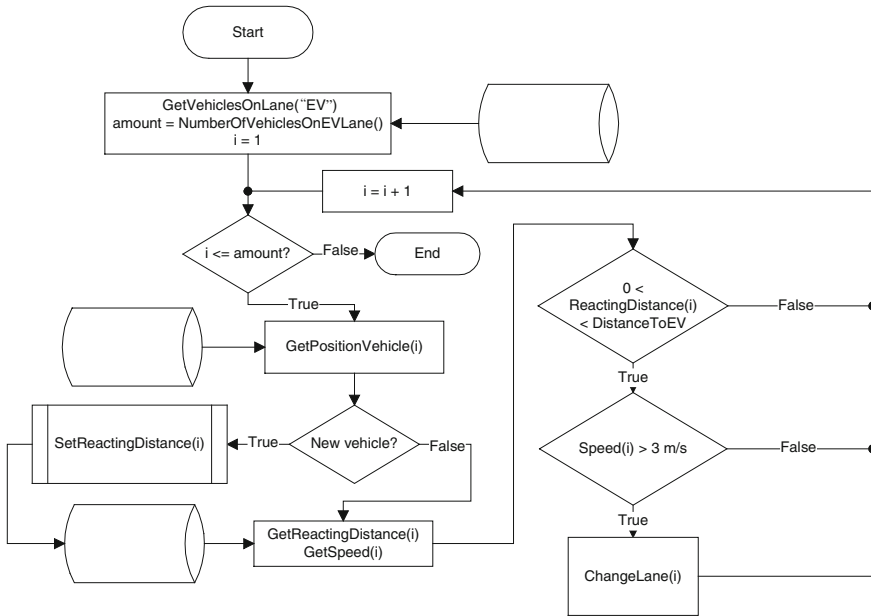 Start
GetVehiclesOnLane("EV")
amount = NumberOfVehiclesOnEVLane()
i = 1
i = i + 1
i <= amount?
False
End
True
GetPositionVehicle(i)
New vehicle?
True
False
SetReactingDistance(i)
GetReactingDistance(i)
GetSpeed(i)
0 <
ReactingDistance(i)
< DistanceToEV
False
True
Speed(i) > 3 m/s
False
True
ChangeLane(i)